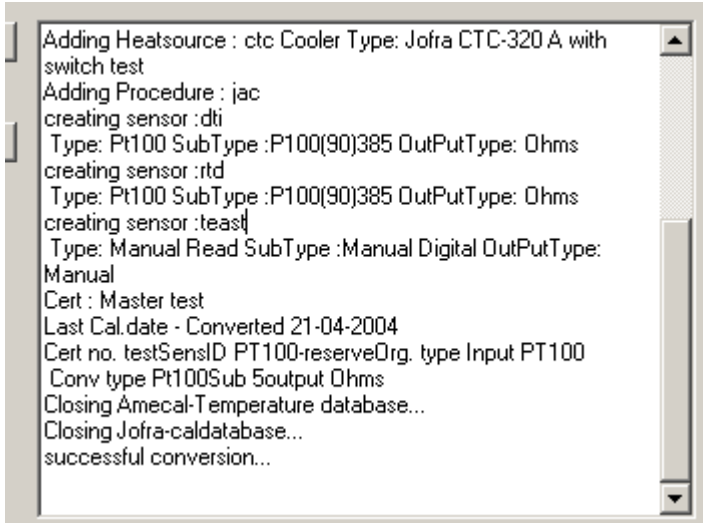 Adding Heatsource : ctc Cooler Type: Jofra CTC-320 A with
switch test
Adding Procedure : jac
creating sensor :dti
Type: Pt100 SubType :P100(90)385 OutPutType: Ohms
creating sensor :rtd
Type: Pt100 SubType :P100(90)385 OutPutType: Ohms
creating sensor :teast
Type: Manual Read SubType :Manual Digital OutPutType:
Manual
Cert : Master test
Last Cal.date - Converted 21-04-2004
Cert no. testSensID PT100-reserveOrg. type Input PT100
Conv type Pt100Sub 5output Ohms
Closing Amecal-Temperature database...
Closing Jofra-caldatabase...
successful conversion...